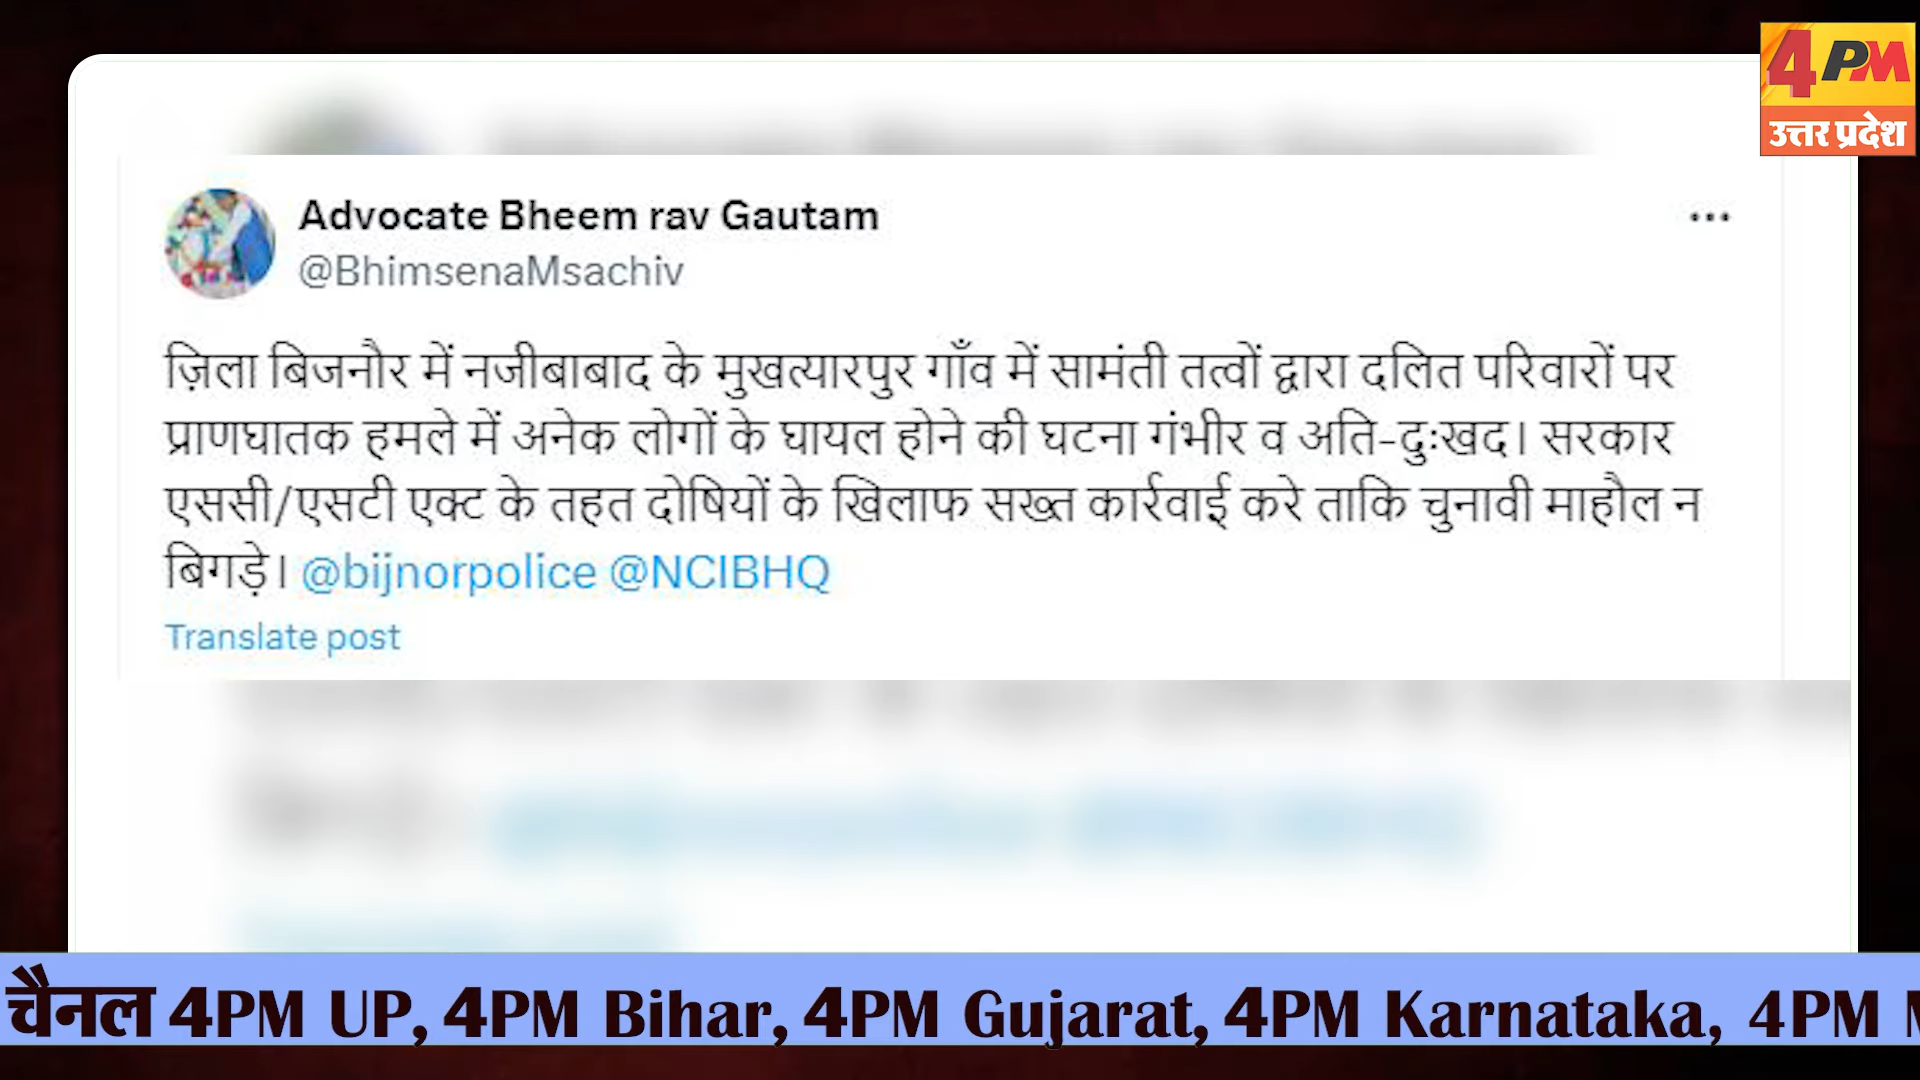 4PM
उत्तर प्रदेश
Advocate Bheem rav Gautam
@BhimsenaMsachiv
ज़िला बिजनौर में नजीबाबाद के मुखत्यारपुर गाँव में सामंती तत्वों द्वारा दलित परिवारों पर
प्राणघातक हमले में अनेक लोगों के घायल होने की घटना गंभीर व अति-दुःखद। सरकार
एससी/एसटी एक्ट के तहत दोषियों के खिलाफ सख्त कार्रवाई करे ताकि चुनावी माहौल न
बिगड़े। @bijnorpolice @NCIBHQ
Translate post
चैनल 4PM UP, 4PM Bihar, 4PM Gujarat, 4PM Karnataka, 4PM